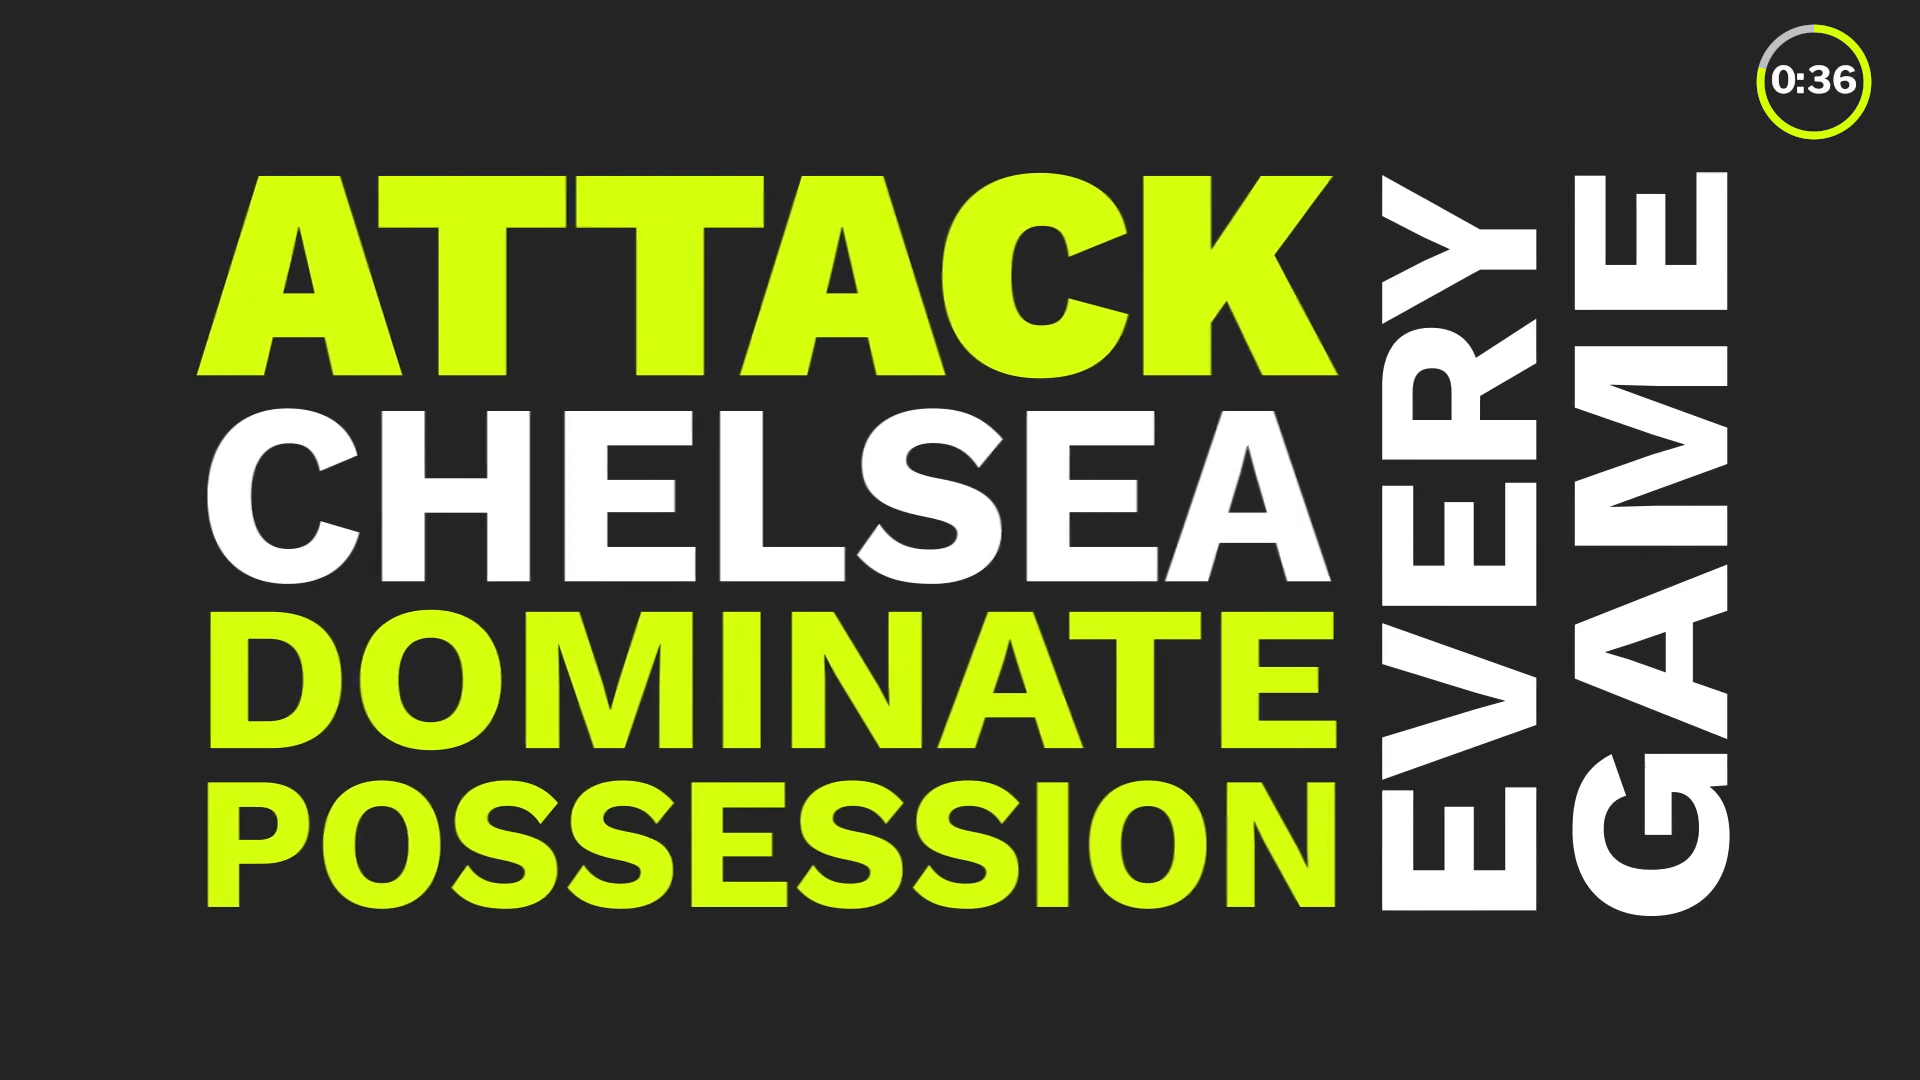 0:36
ATTACK
CHELSEA
DOMINATE
POSSESSION
EVERY
GAME